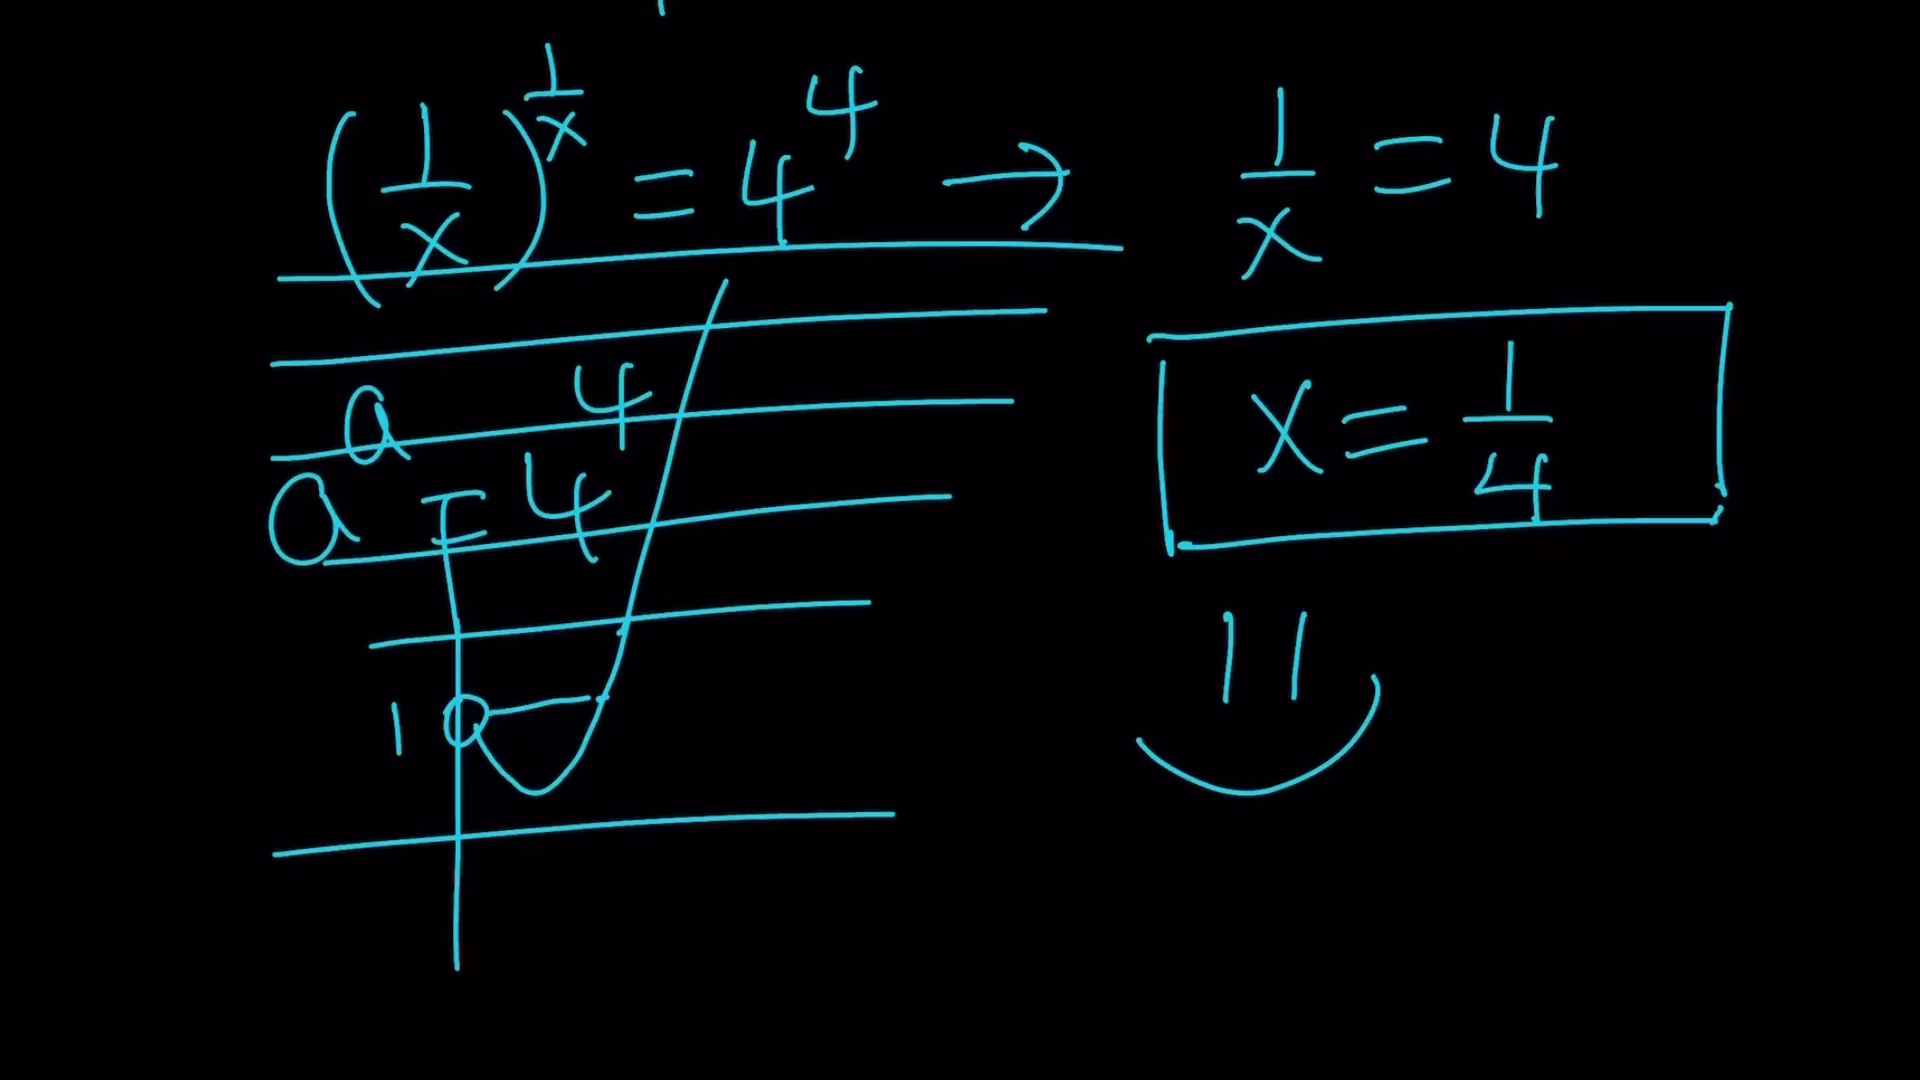 (1/x)^(1/x) = 4^4 → 1/x = 4
a^a = 4^4
x = 1/4
1